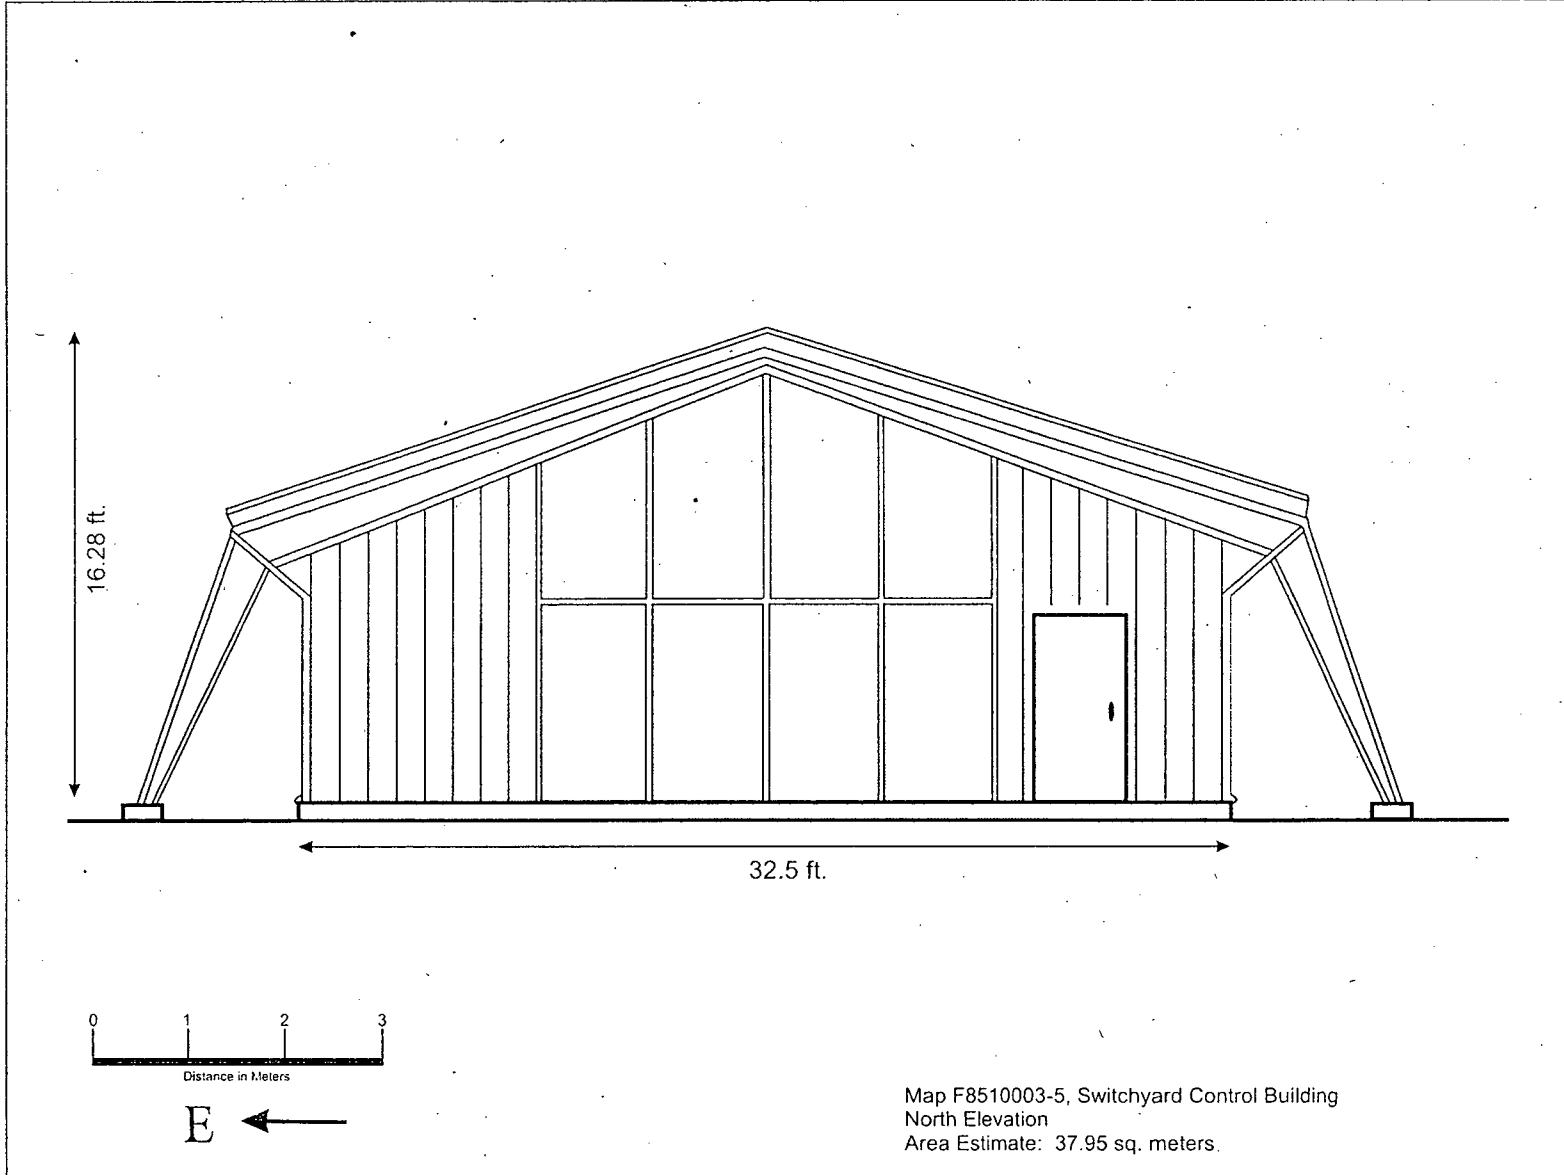 16.28 ft.
32.5 ft.
0 1 2 3
Distance in Meters
E
Map F8510003-5, Switchyard Control Building
North Elevation
Area Estimate: 37.95 sq. meters